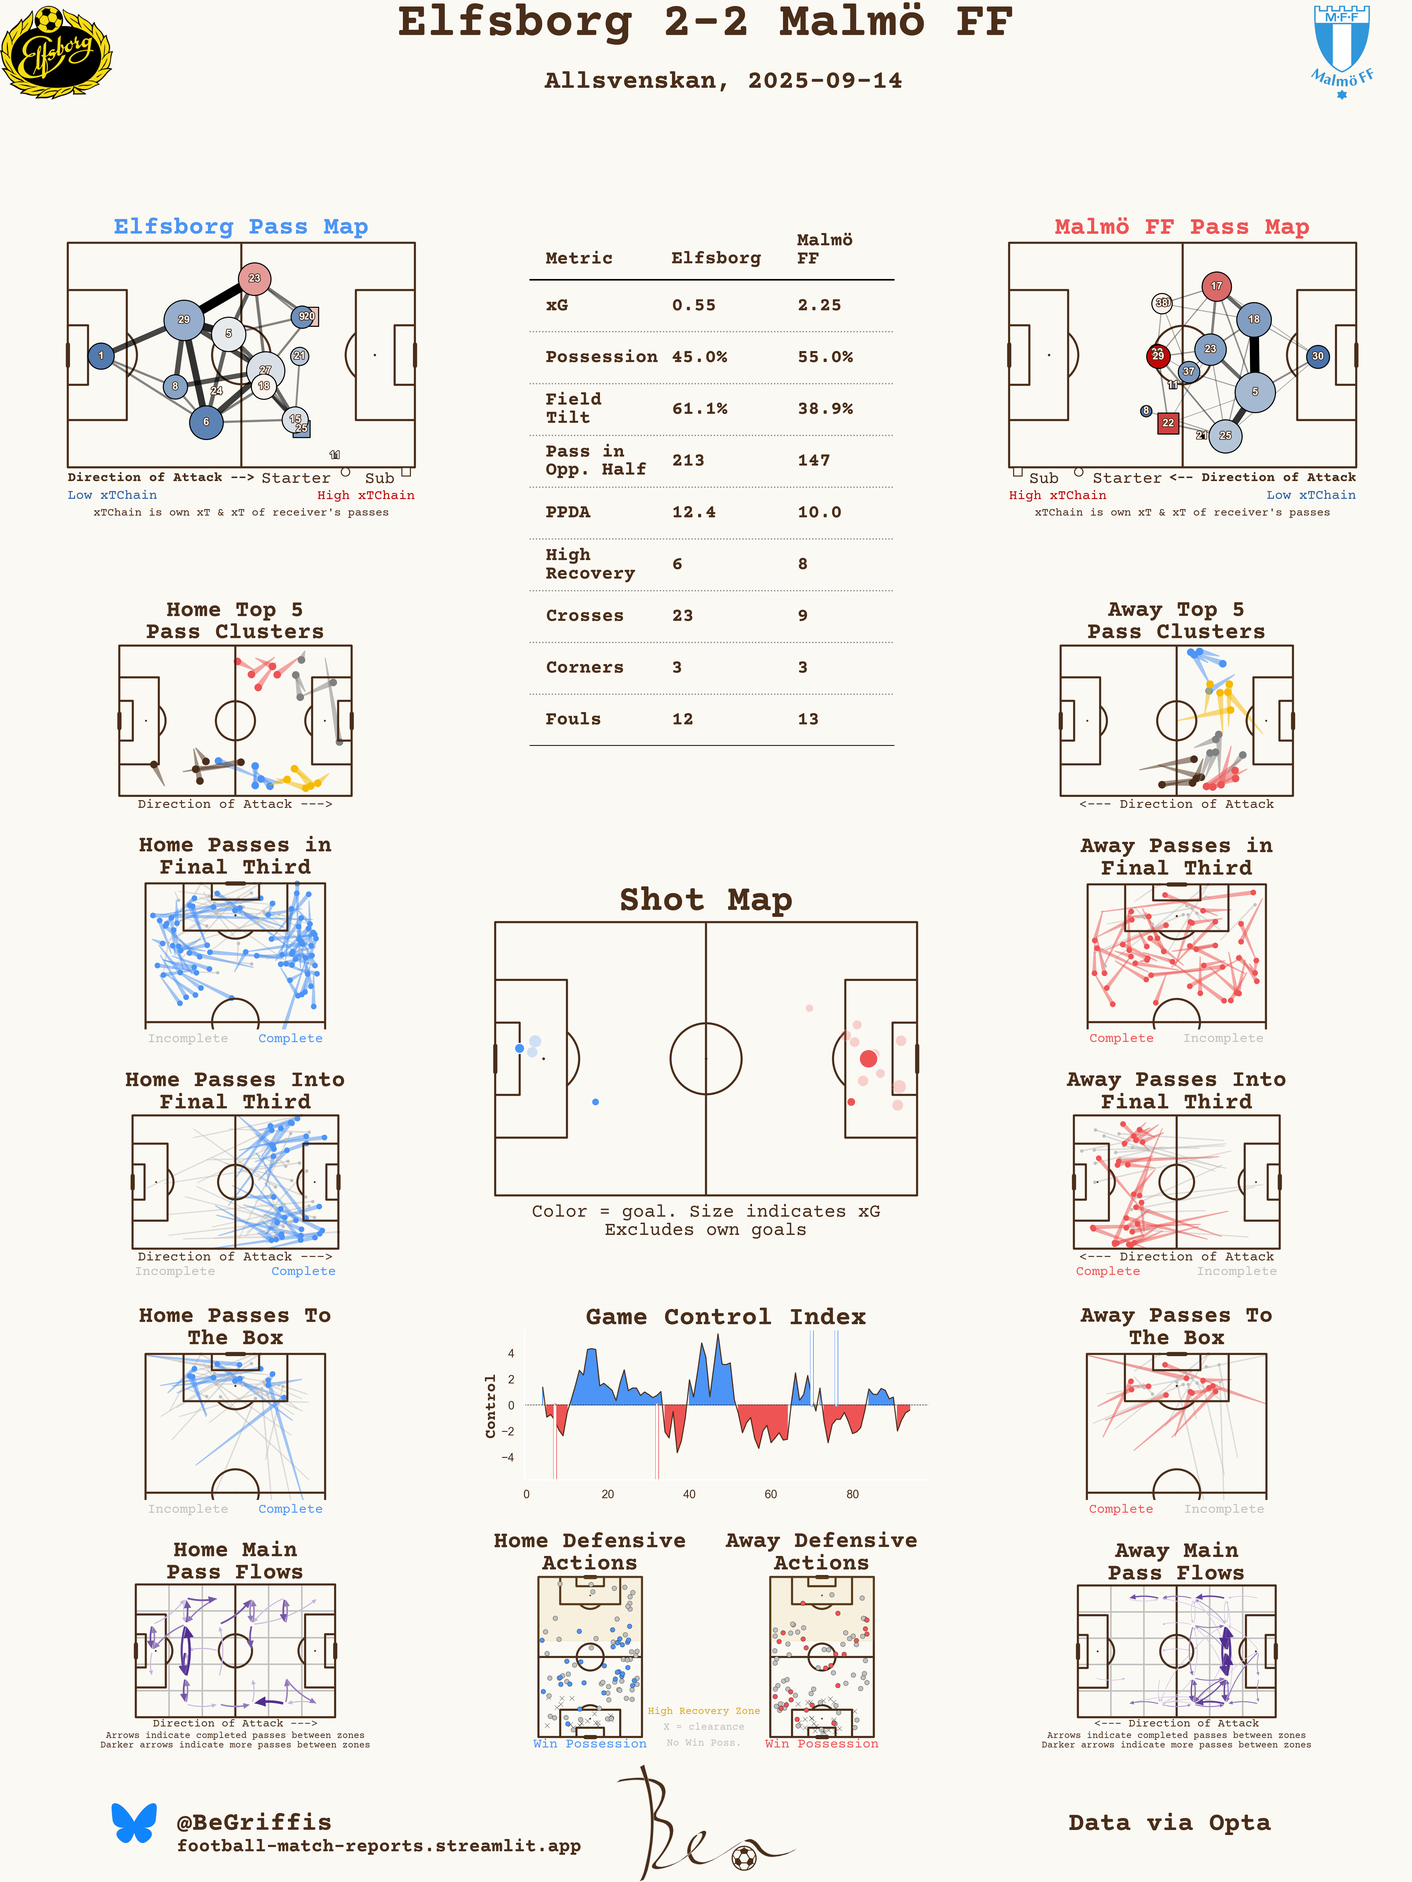 Elfsborg 2-2 Malmö FF
Allsvenskan, 2025-09-14
Elfsborg
M·F·F
Malmö FF
Elfsborg Pass Map
23
29
5
9
20
1
21
27
8
24
18
6
15
25
11
Direction of Attack --> Starter Sub
Low xTChain High xTChain
xTChain is own xT & xT of receiver's passes
Metric Elfsborg Malmö FF
xG 0.55 2.25
Possession 45.0% 55.0%
Field Tilt 61.1% 38.9%
Pass in Opp. Half 213 147
PPDA 12.4 10.0
High Recovery 6 8
Crosses 23 9
Corners 3 3
Fouls 12 13
Malmö FF Pass Map
17
38
18
23
29
30
37
11
5
8
22
21
25
Sub Starter <-- Direction of Attack
High xTChain Low xTChain
xTChain is own xT & xT of receiver's passes
Home Top 5
Pass Clusters
Direction of Attack --->
Away Top 5
Pass Clusters
<--- Direction of Attack
Home Passes in
Final Third
Incomplete Complete
Away Passes in
Final Third
Complete Incomplete
Shot Map
Color = goal. Size indicates xG
Excludes own goals
Home Passes Into
Final Third
Direction of Attack --->
Incomplete Complete
Away Passes Into
Final Third
<--- Direction of Attack
Complete Incomplete
Home Passes To
The Box
Incomplete Complete
Game Control Index
Control
4
2
0
−2
−4
0 20 40 60 80
Away Passes To
The Box
Complete Incomplete
Home Main
Pass Flows
Direction of Attack --->
Arrows indicate completed passes between zones
Darker arrows indicate more passes between zones
Home Defensive
Actions
Win Possession
High Recovery Zone
X = clearance
No Win Poss.
Away Defensive
Actions
Win Possession
Away Main
Pass Flows
<--- Direction of Attack
Arrows indicate completed passes between zones
Darker arrows indicate more passes between zones
@BeGriffis
football-match-reports.streamlit.app
Ben
Data via Opta